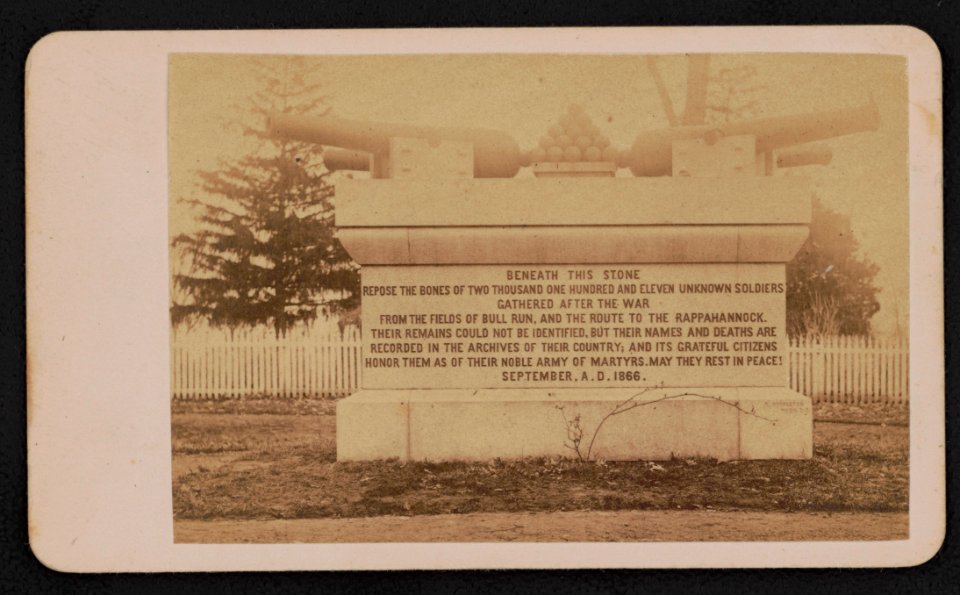 BENEATH THIS STONE
REPOSE THE BONES OF TWO THOUSAND ONE HUNDRED AND ELEVEN UNKNOWN SOLDIERS
GATHERED AFTER THE WAR
FROM THE FIELDS OF BULL RUN, AND THE ROUTE TO THE RAPPAHANNOCK.
THEIR REMAINS COULD NOT BE IDENTIFIED, BUT THEIR NAMES AND DEATHS ARE
RECORDED IN THE ARCHIVES OF THEIR COUNTRY; AND ITS GRATEFUL CITIZENS
HONOR THEM AS OF THEIR NOBLE ARMY OF MARTYRS. MAY THEY REST IN PEACE!
SEPTEMBER, A.D. 1866.